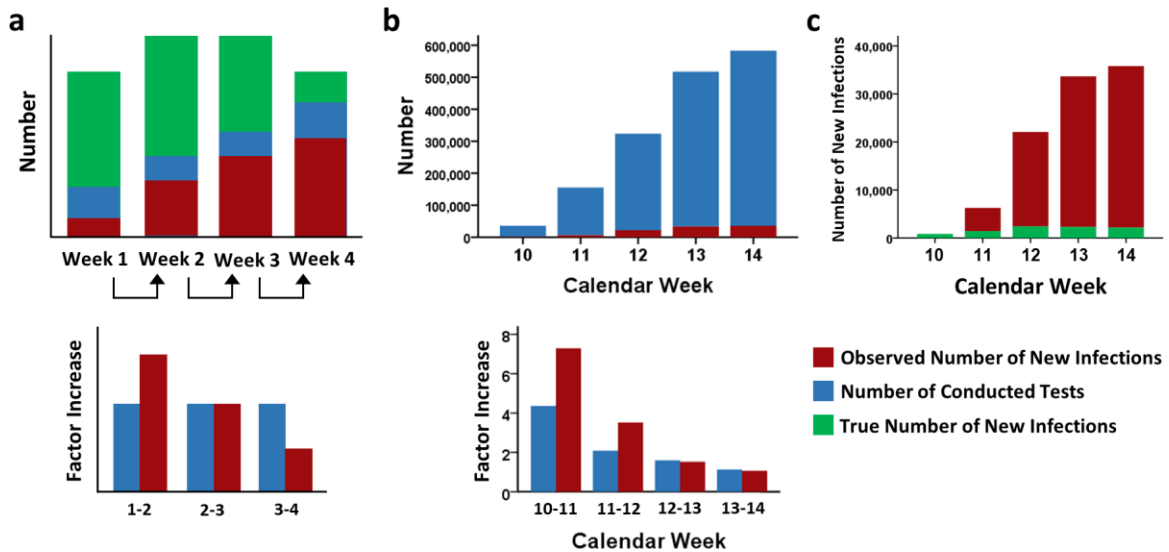 a
Number
Week 1 Week 2 Week 3 Week 4
Factor Increase
1-2 2-3 3-4
b
Number
600,000
500,000
400,000
300,000
200,000
100,000
0
10 11 12 13 14
Calendar Week
Factor Increase
8
6
4
2
0
10-11 11-12 12-13 13-14
Calendar Week
c
Number of New Infections
40,000
30,000
20,000
10,000
0
10 11 12 13 14
Calendar Week
Observed Number of New Infections
Number of Conducted Tests
True Number of New Infections